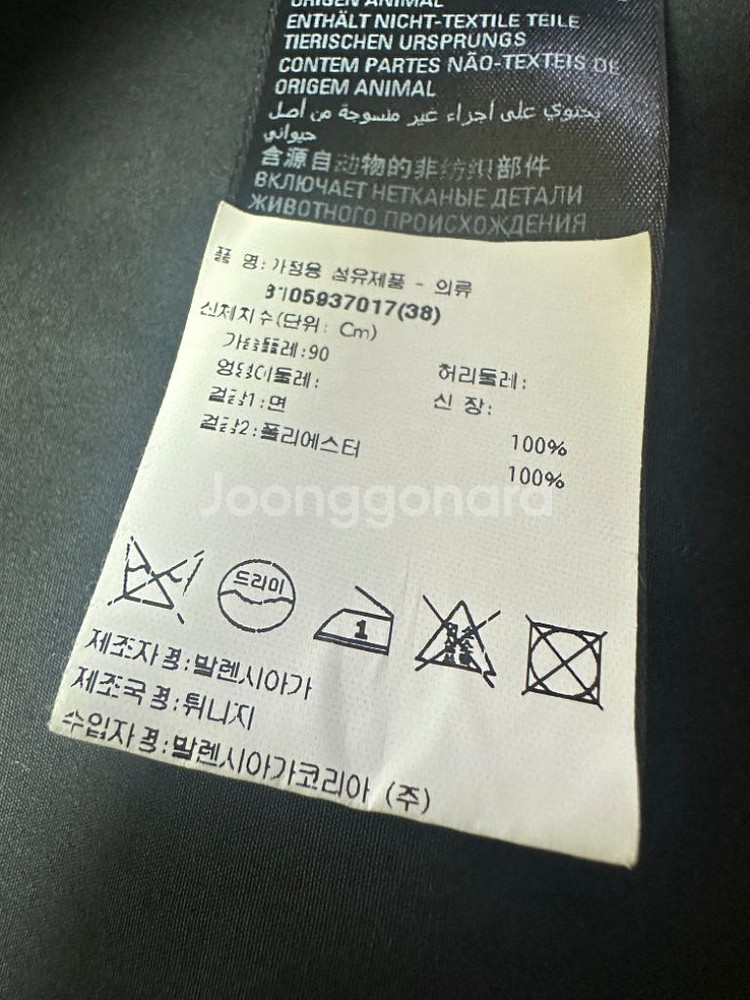 ORIGEN ANIMAL
ENTHÄLT NICHT-TEXTILE TEILE
TIERISCHEN URSPRUNGS
CONTEM PARTES NÃO-TEXTEIS DE
ORIGEM ANIMAL
يحتوي على أجزاء غير منسوجة من أصل
حيواني
含源自动物的非纺织部件
ВКЛЮЧАЕТ НЕТКАНЫЕ ДЕТАЛИ
ЖИВОТНОГО ПРОИСХОЖДЕНИЯ
품 명: 가정용 섬유제품 - 의류
8105937017(38)
신체치수(단위: Cm)
가슴둘레:90
엉덩이둘레: 허리둘레:
겉감1:면 신 장: 100%
겉감2:폴리에스터 100%
Joonggonara
드라이
1
염소표백
제조자명:발렌시아가
제조국명:튀니지
수입자명:발렌시아가코리아 (주)